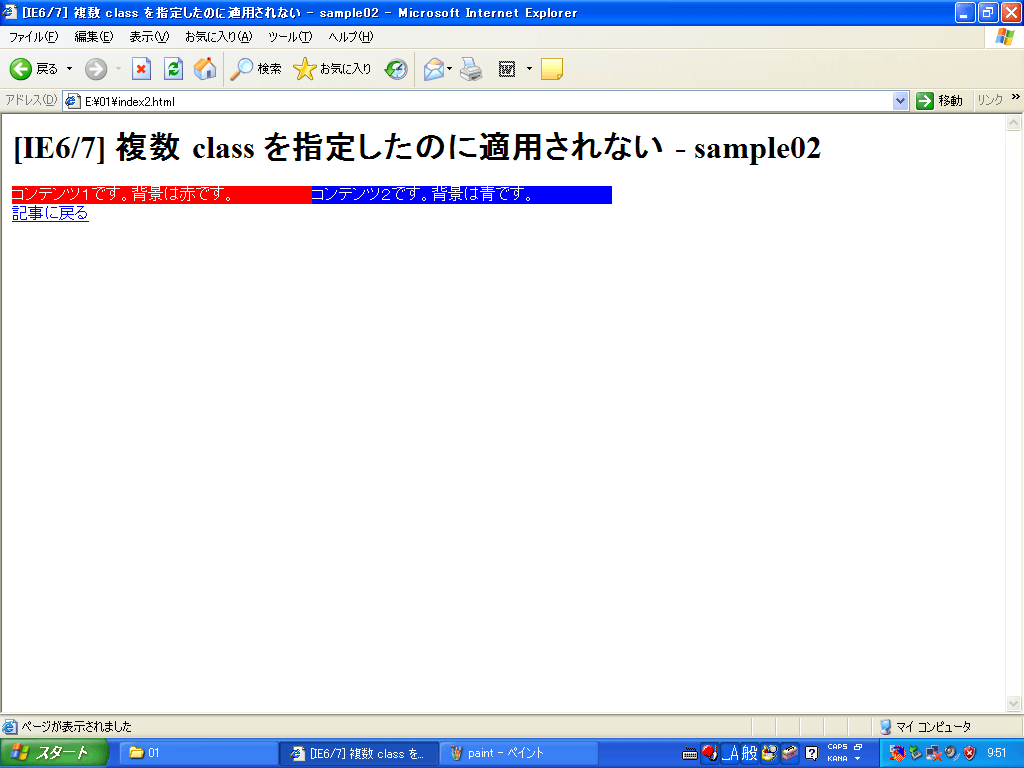 [IE6/7] 複数 class を指定したのに適用されない - sample02 - Microsoft Internet Explorer
ファイル(F) 編集(E) 表示(V) お気に入り(A) ツール(T) ヘルプ(H)
戻る 検索 お気に入り
アドレス(D) E:¥01¥index2.html 移動 リンク »
[IE6/7] 複数 class を指定したのに適用されない - sample02
コンテンツ1です。背景は赤です。 コンテンツ2です。背景は青です。
記事に戻る
ページが表示されました マイ コンピュータ
スタート 01 [IE6/7] 複数 class を... paint - ペイント _A 般 CAPS KANA 9:51